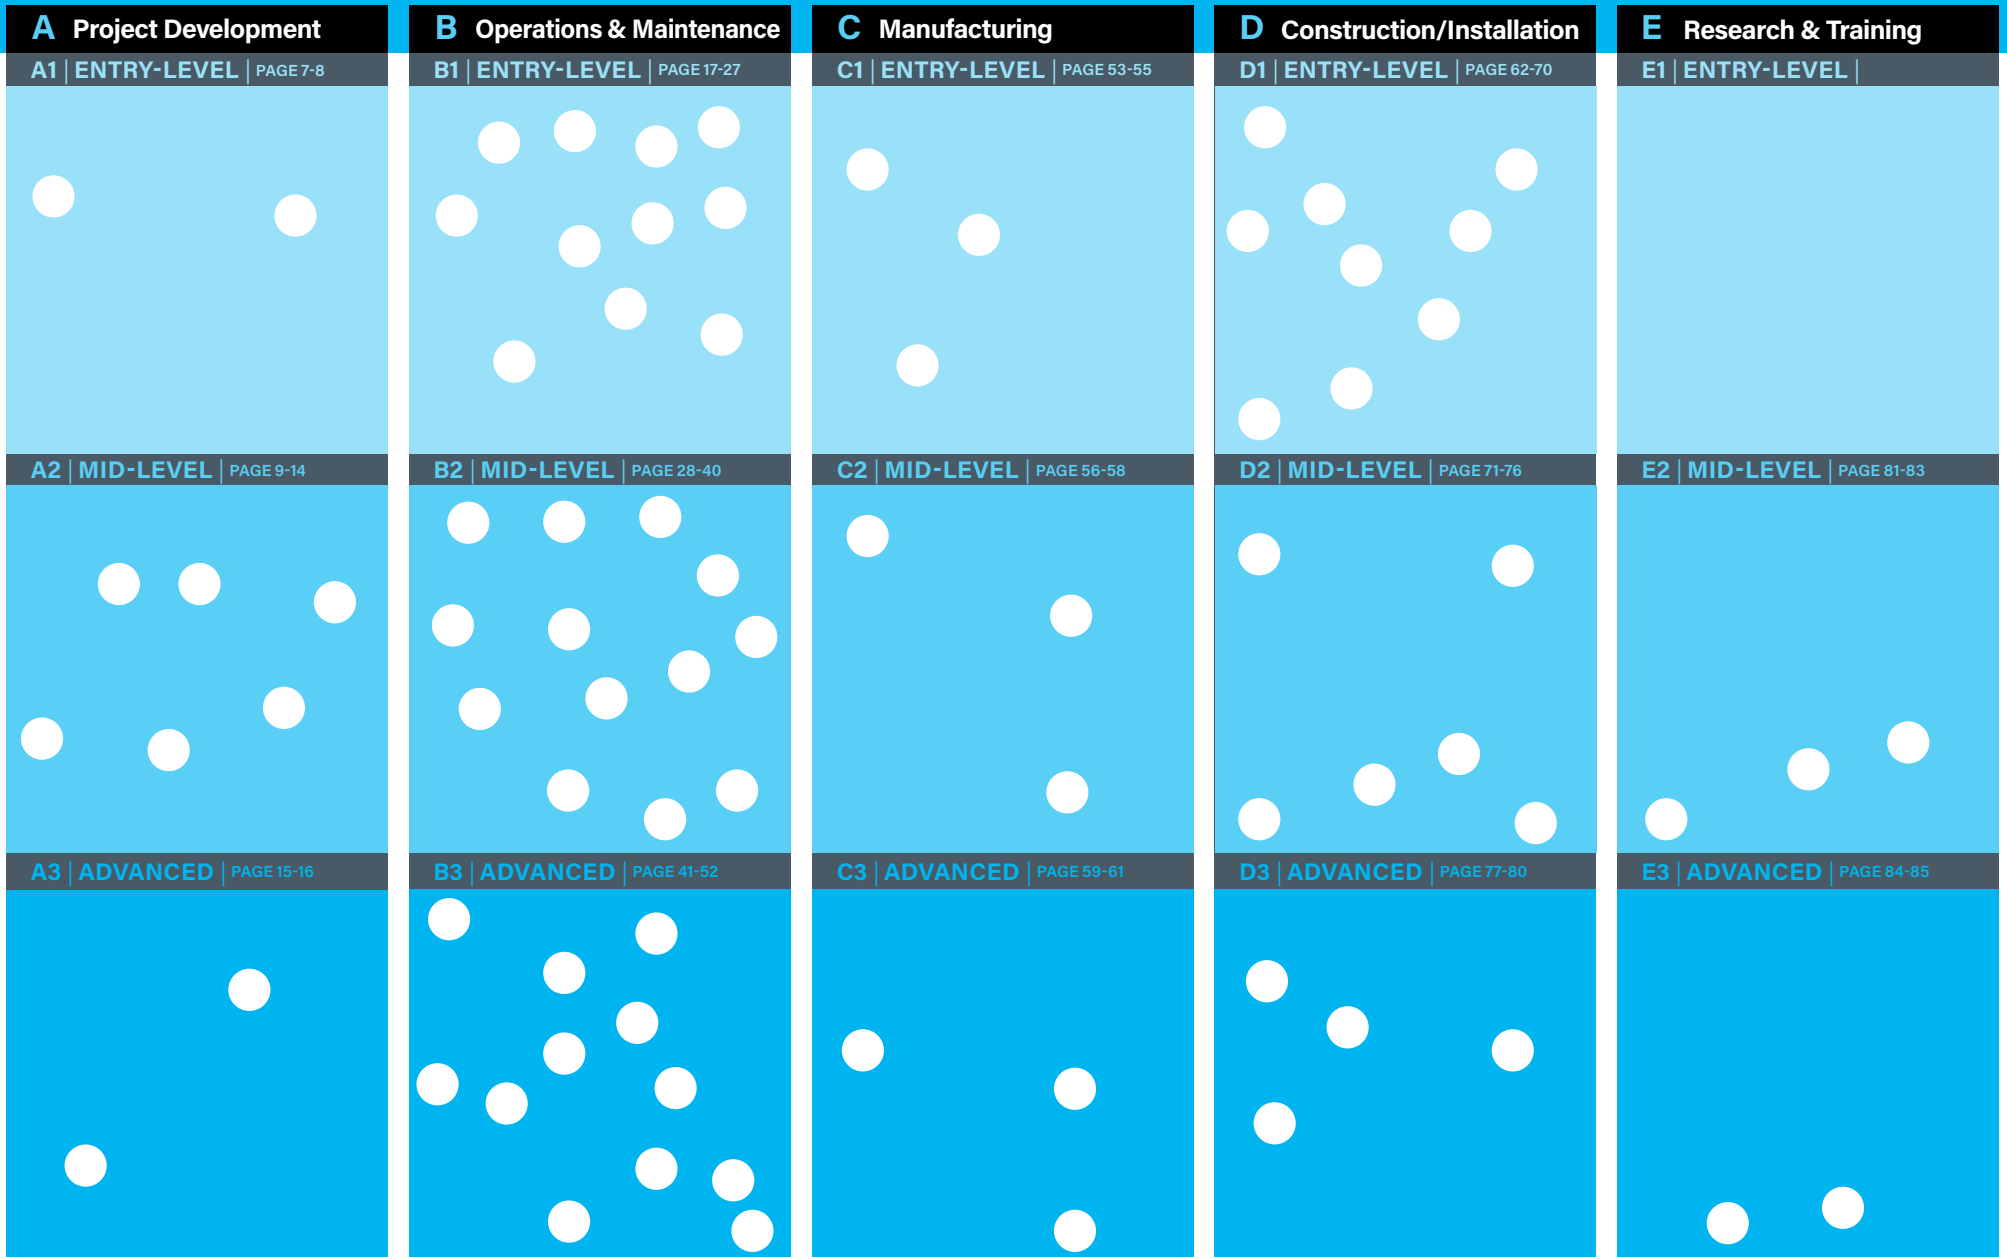 A Project Development
B Operations & Maintenance
C Manufacturing
D Construction/Installation
E Research & Training
A1 | ENTRY-LEVEL | PAGE 7-8
B1 | ENTRY-LEVEL | PAGE 17-27
C1 | ENTRY-LEVEL | PAGE 53-55
D1 | ENTRY-LEVEL | PAGE 62-70
E1 | ENTRY-LEVEL |
A2 | MID-LEVEL | PAGE 9-14
B2 | MID-LEVEL | PAGE 28-40
C2 | MID-LEVEL | PAGE 56-58
D2 | MID-LEVEL | PAGE 71-76
E2 | MID-LEVEL | PAGE 81-83
A3 | ADVANCED | PAGE 15-16
B3 | ADVANCED | PAGE 41-52
C3 | ADVANCED | PAGE 59-61
D3 | ADVANCED | PAGE 77-80
E3 | ADVANCED | PAGE 84-85